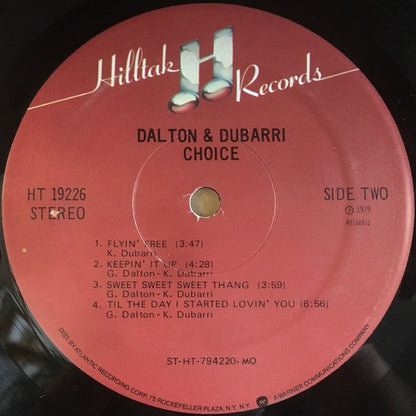 Hilltak Records
DALTON & DUBARRI
CHOICE
HT 19226
STEREO
SIDE TWO
℗ 1979
Atlantic
1. FLYIN' FREE (3:47)
K. Dubarri
2. KEEPIN' IT UP (4:28)
G. Dalton - K. Dubarri
3. SWEET SWEET SWEET THANG (3:59)
G. Dalton - K. Dubarri
4. TIL THE DAY I STARTED LOVIN' YOU (8:56)
G. Dalton - K. Dubarri
ST-HT-794220-MO
DIST. BY ATLANTIC RECORDING CORP. 75 ROCKEFELLER PLAZA, N.Y. N.Y. A WARNER COMMUNICATIONS COMPANY